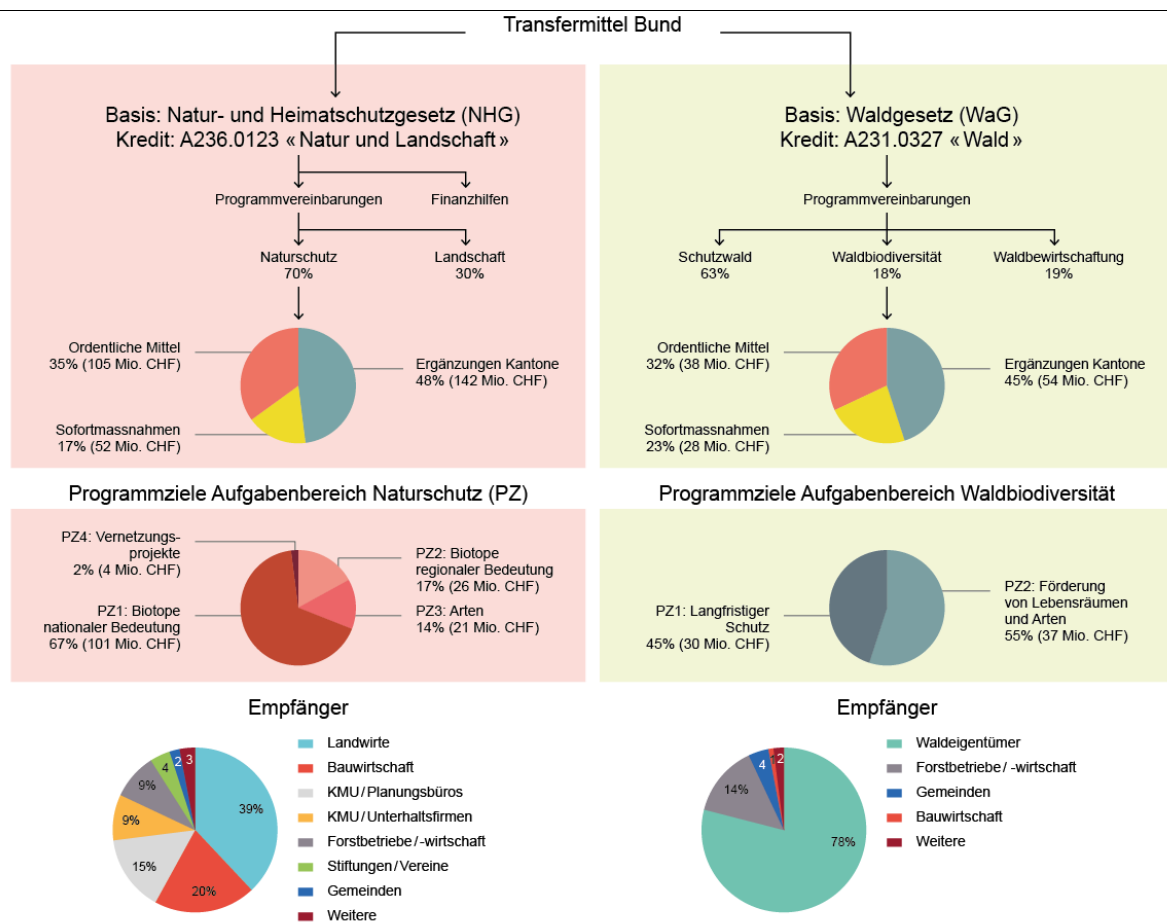 Transfermittel Bund
Basis: Natur- und Heimatschutzgesetz (NHG)
Kredit: A236.0123 « Natur und Landschaft »
Programmvereinbarungen
Finanzhilfen
Naturschutz
70%
Landschaft
30%
Ordentliche Mittel
35% (105 Mio. CHF)
Ergänzungen Kantone
48% (142 Mio. CHF)
Sofortmassnahmen
17% (52 Mio. CHF)
Basis: Waldgesetz (WaG)
Kredit: A231.0327 « Wald »
Programmvereinbarungen
Schutzwald
63%
Waldbiodiversität
18%
Waldbewirtschaftung
19%
Ordentliche Mittel
32% (38 Mio. CHF)
Ergänzungen Kantone
45% (54 Mio. CHF)
Sofortmassnahmen
23% (28 Mio. CHF)
Programmziele Aufgabenbereich Naturschutz (PZ)
PZ4: Vernetzungs-
projekte
2% (4 Mio. CHF)
PZ2: Biotope
regionaler Bedeutung
17% (26 Mio. CHF)
PZ1: Biotope
nationaler Bedeutung
67% (101 Mio. CHF)
PZ3: Arten
14% (21 Mio. CHF)
Programmziele Aufgabenbereich Waldbiodiversität
PZ1: Langfristiger
Schutz
45% (30 Mio. CHF)
PZ2: Förderung
von Lebensräumen
und Arten
55% (37 Mio. CHF)
Empfänger
39%
20%
15%
9%
9%
4
2
3
Landwirte
Bauwirtschaft
KMU/Planungsbüros
KMU/Unterhaltsfirmen
Forstbetriebe/-wirtschaft
Stiftungen/Vereine
Gemeinden
Weitere
Empfänger
78%
14%
4
2
Waldeigentümer
Forstbetriebe/ -wirtschaft
Gemeinden
Bauwirtschaft
Weitere